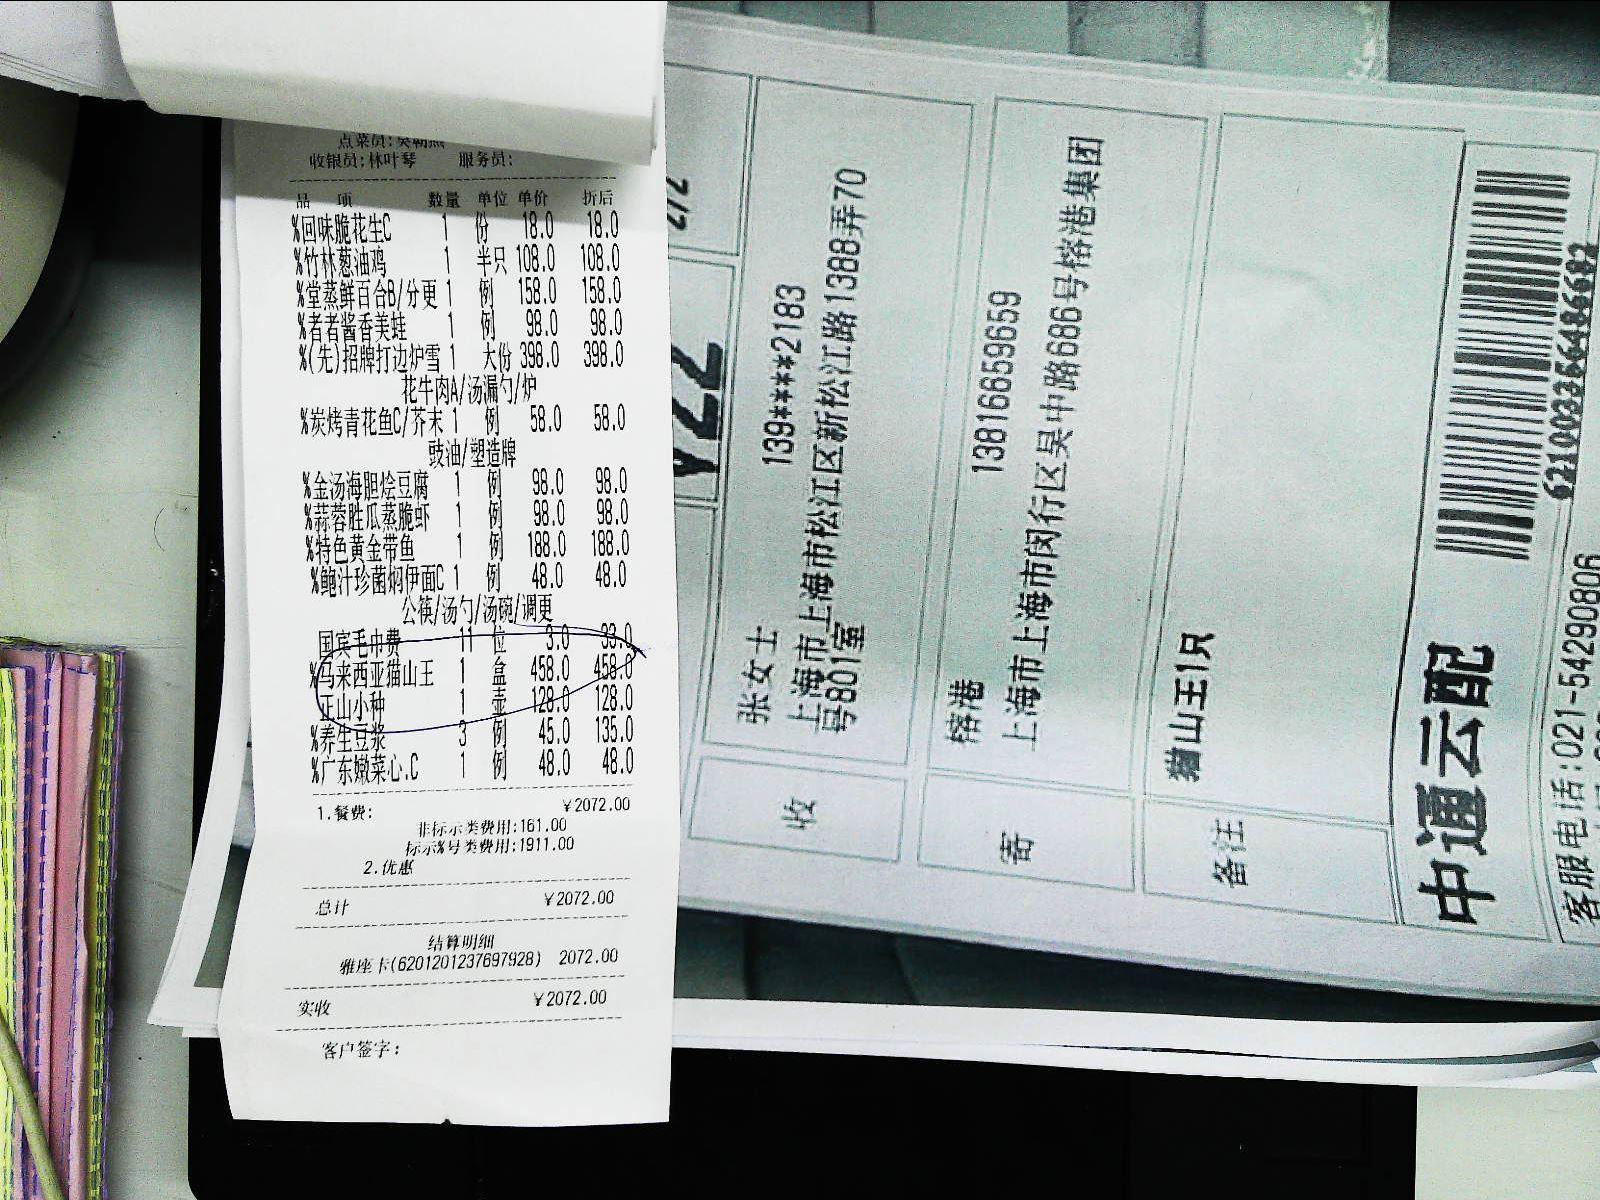 点菜员:
收银员:林叶琴 服务员:
品 项 数量 单位 单价 折后
%回味脆花生C 1 份 18.0 18.0
%竹林葱油鸡 1 半只 108.0 108.0
%堂蒸鲜百合B/分更 1 例 158.0 158.0
%者者酱香美蛙 1 例 98.0 98.0
%(先)招牌打边炉雪 1 大份 398.0 398.0
花牛肉A/汤漏勺/炉
%炭烤青花鱼C/芥末 1 例 58.0 58.0
豉油/塑造牌
%金汤海胆烩豆腐 1 例 98.0 98.0
%蒜蓉胜瓜蒸脆虾 1 例 98.0 98.0
%特色黄金带鱼 1 例 188.0 188.0
%鲍汁珍菌焖伊面C 1 例 48.0 48.0
公筷/汤勺/汤碗/调更
国宾毛巾费 11 位 3.0 33.0
%马来西亚猫山王 1 盒 458.0 458.0
正山小种 1 壶 128.0 128.0
%养生豆浆 3 例 45.0 135.0
%广东嫩菜心.C 1 例 48.0 48.0
1.餐费: ¥2072.00
非标示类费用:161.00
标示%号类费用:1911.00
2.优惠
总计 ¥2072.00
结算明细
雅座卡(6201201237697928) 2072.00
实收 ¥2072.00
客户签字:
2/2
收
张女士 139****2183
上海市上海市松江区新松江路1388弄70
号801室
寄
榕港 13816659659
上海市上海市闵行区吴中路686号榕港集团
备注
猫山王1只
中通云配
客服电话:021-54290806